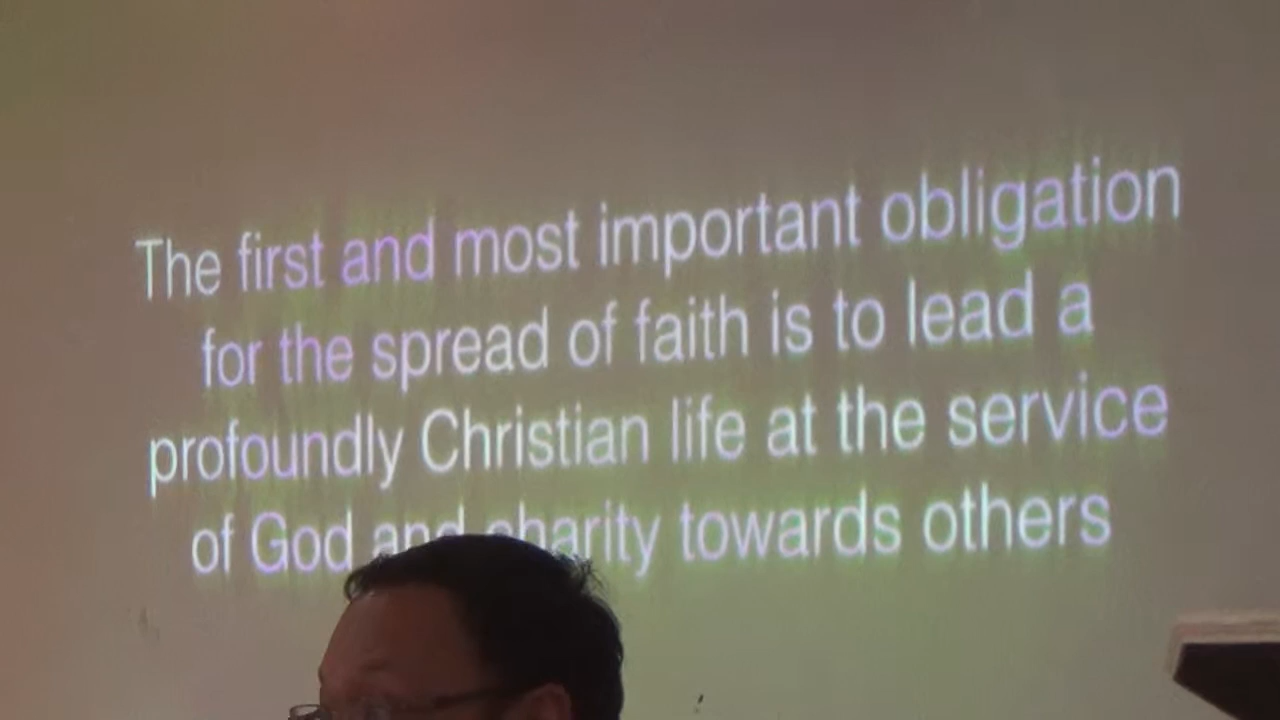 The first and most important obligation
for the spread of faith is to lead a
profoundly Christian life at the service
of God and charity towards others